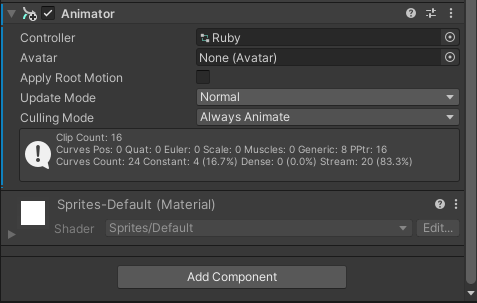 Animator
Controller Ruby
Avatar None (Avatar)
Apply Root Motion
Update Mode Normal
Culling Mode Always Animate
Clip Count: 16
Curves Pos: 0 Quat: 0 Euler: 0 Scale: 0 Muscles: 0 Generic: 8 PPtr: 16
Curves Count: 24 Constant: 4 (16.7%) Dense: 0 (0.0%) Stream: 20 (83.3%)
Sprites-Default (Material)
Shader Sprites/Default Edit...
Add Component